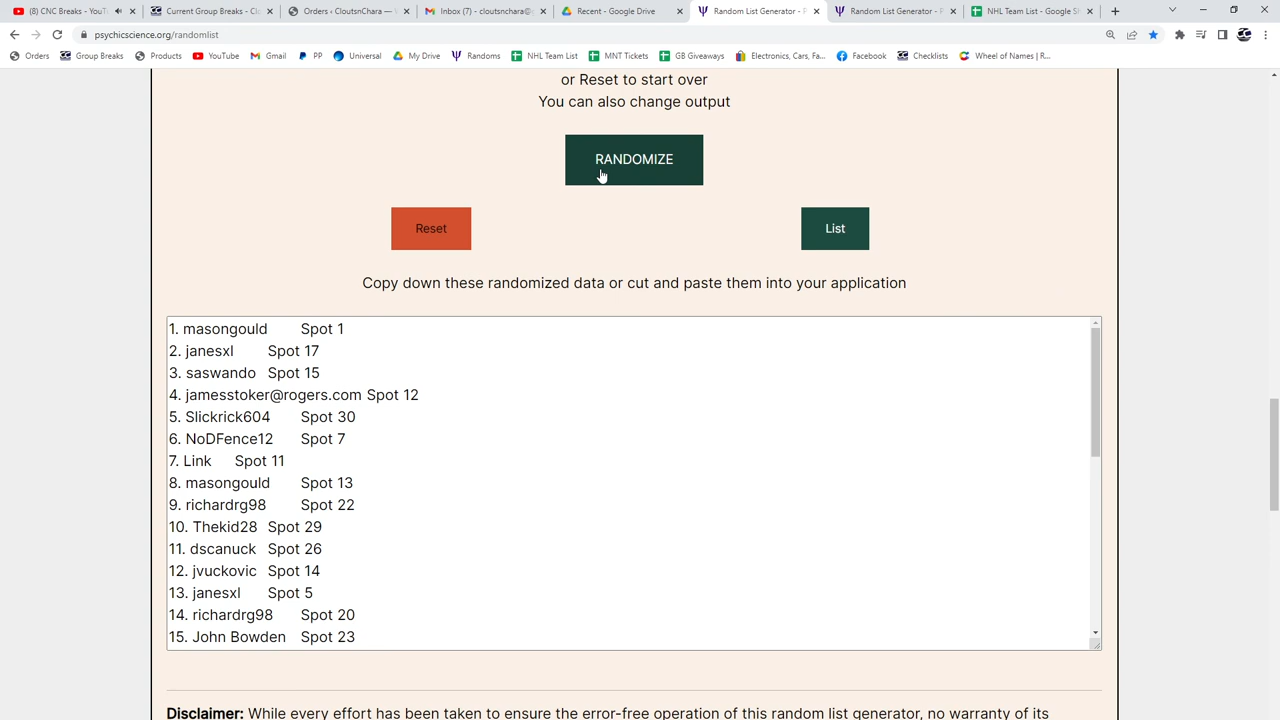 (8) CNC Breaks - YouT
Current Group Breaks - Cl
Orders ‹ CloutsnChara — W
Inbox (7) - cloutsnchara@g
Recent - Google Drive
Random List Generator - P
Random List Generator - P
NHL Team List - Google Sh
psychicscience.org/randomlist
Orders
Group Breaks
Products
YouTube
Gmail
PP
Universal
My Drive
Randoms
NHL Team List
MNT Tickets
GB Giveaways
Electronics, Cars, Fa...
Facebook
Checklists
Wheel of Names | R...
or Reset to start over
You can also change output
RANDOMIZE
Reset
List
Copy down these randomized data or cut and paste them into your application
1. masongould Spot 1
2. janesxl Spot 17
3. saswando Spot 15
4. jamesstoker@rogers.com Spot 12
5. Slickrick604 Spot 30
6. NoDFence12 Spot 7
7. Link Spot 11
8. masongould Spot 13
9. richardrg98 Spot 22
10. Thekid28 Spot 29
11. dscanuck Spot 26
12. jvuckovic Spot 14
13. janesxl Spot 5
14. richardrg98 Spot 20
15. John Bowden Spot 23
Disclaimer: While every effort has been taken to ensure the error-free operation of this random list generator, no warranty of its